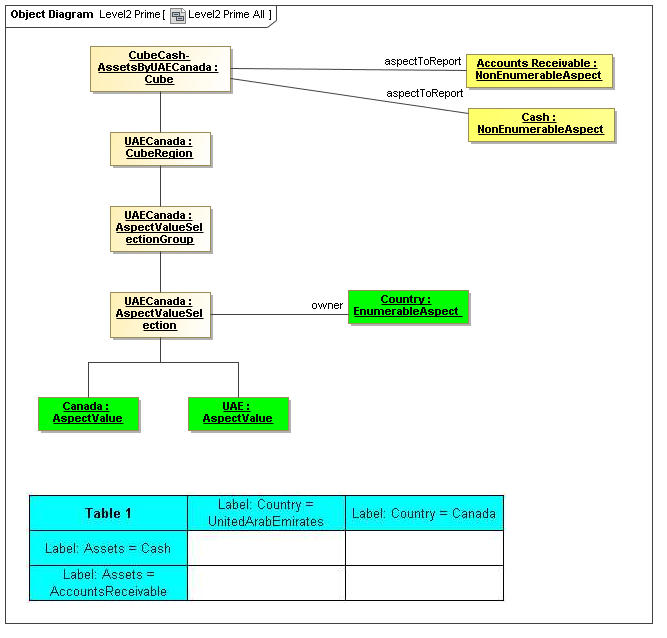 Object Diagram Level2 Prime [ Level2 Prime All ]
CubeCash-
AssetsByUAECanada :
Cube
aspectToReport
Accounts Receivable :
NonEnumerableAspect
aspectToReport
Cash :
NonEnumerableAspect
UAECanada :
CubeRegion
UAECanada :
AspectValueSel
ectionGroup
UAECanada :
AspectValueSel
ection
owner
Country :
EnumerableAspect
Canada :
AspectValue
UAE :
AspectValue
Table 1
Label: Country =
UnitedArabEmirates
Label: Country = Canada
Label: Assets = Cash
Label: Assets =
AccountsReceivable